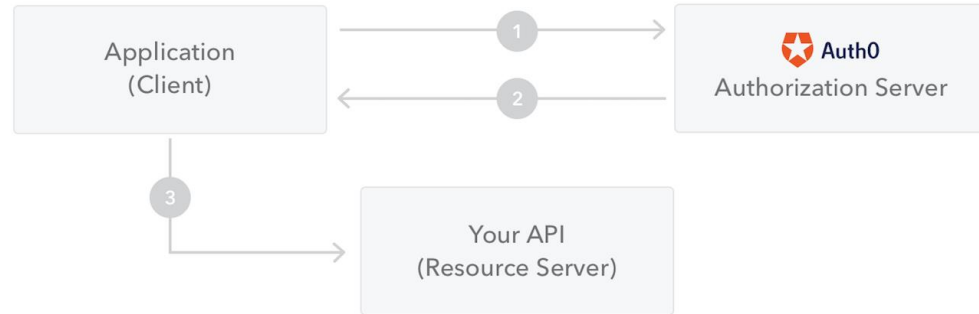 Application
(Client)
1
Auth0
Authorization Server
2
3
Your API
(Resource Server)